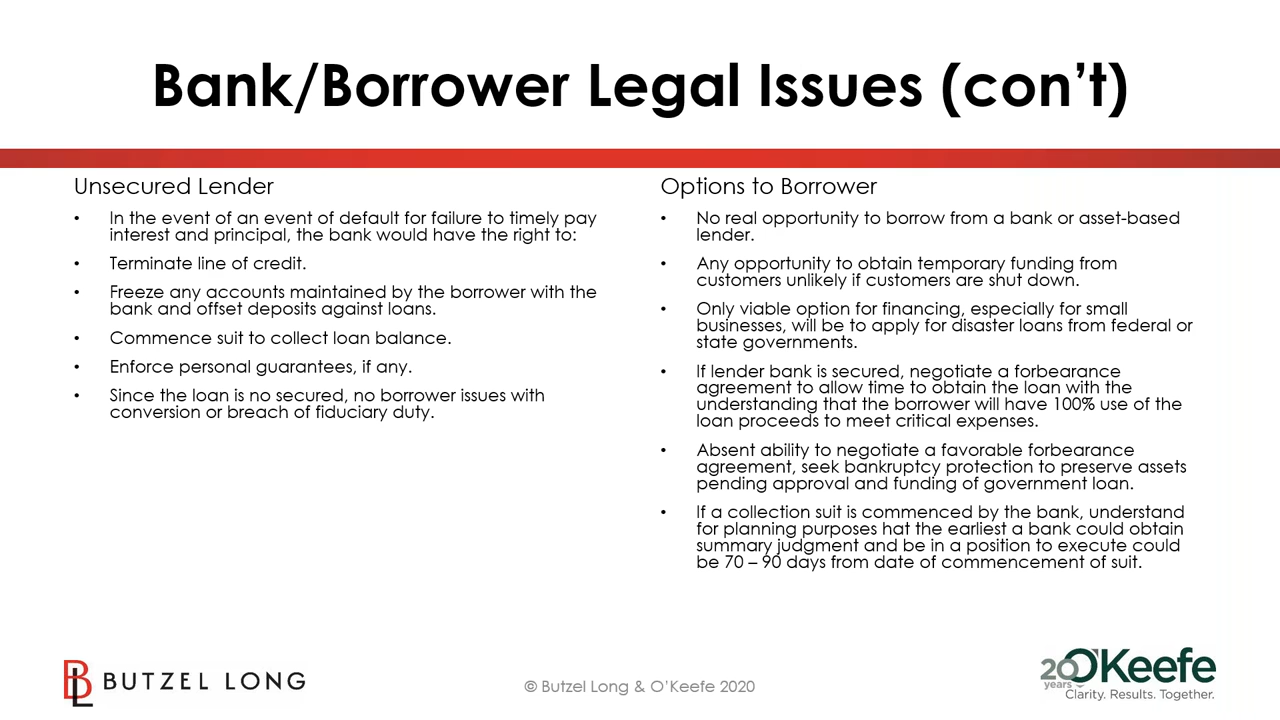 Bank/Borrower Legal Issues (con’t)
Unsecured Lender
• In the event of an event of default for failure to timely pay
interest and principal, the bank would have the right to:
• Terminate line of credit.
• Freeze any accounts maintained by the borrower with the
bank and offset deposits against loans.
• Commence suit to collect loan balance.
• Enforce personal guarantees, if any.
• Since the loan is no secured, no borrower issues with
conversion or breach of fiduciary duty.
Options to Borrower
• No real opportunity to borrow from a bank or asset-based
lender.
• Any opportunity to obtain temporary funding from
customers unlikely if customers are shut down.
• Only viable option for financing, especially for small
businesses, will be to apply for disaster loans from federal or
state governments.
• If lender bank is secured, negotiate a forbearance
agreement to allow time to obtain the loan with the
understanding that the borrower will have 100% use of the
loan proceeds to meet critical expenses.
• Absent ability to negotiate a favorable forbearance
agreement, seek bankruptcy protection to preserve assets
pending approval and funding of government loan.
• If a collection suit is commenced by the bank, understand
for planning purposes hat the earliest a bank could obtain
summary judgment and be in a position to execute could
be 70 – 90 days from date of commencement of suit.
BL BUTZEL LONG
© Butzel Long & O’Keefe 2020
20 years O’Keefe
Clarity. Results. Together.